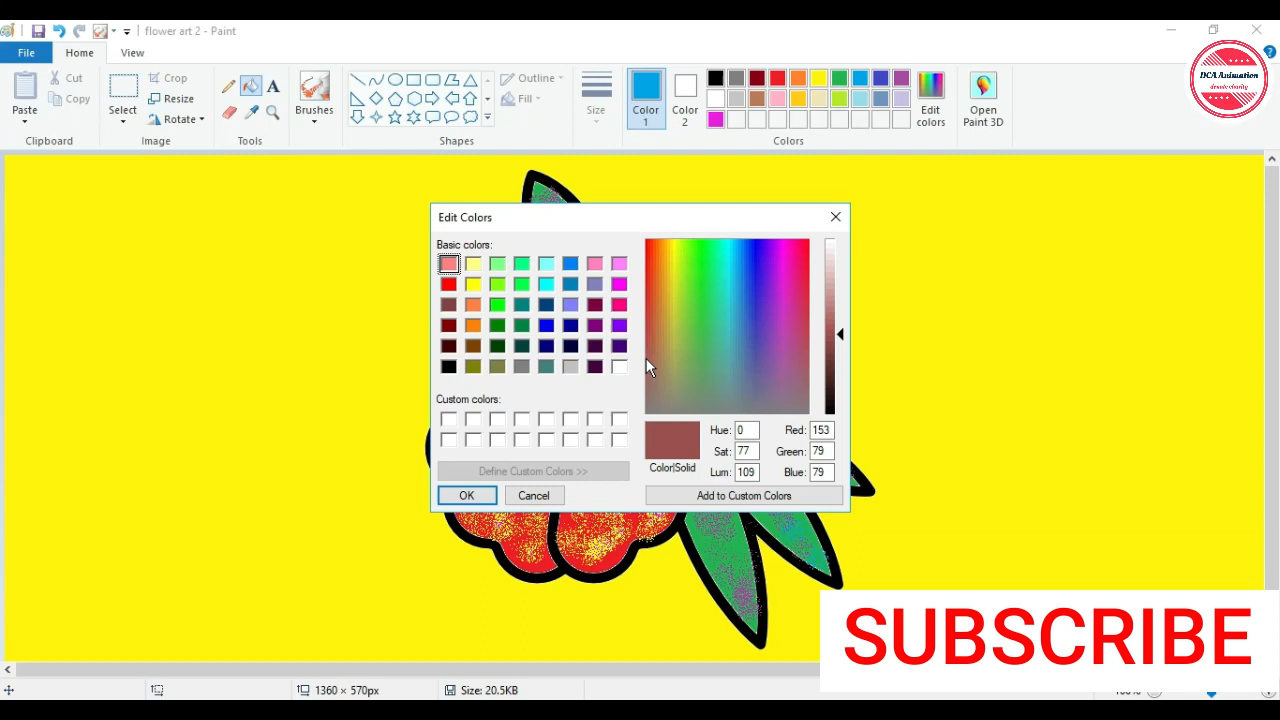 flower art 2 - Paint
File
Home
View
Paste
Cut
Copy
Clipboard
Select
Crop
Resize
Rotate
Image
A
Tools
Brushes
Outline
Fill
Shapes
Size
Color 1
Color 2
Edit colors
Colors
Open Paint 3D
DCA Animation
donate charity
Edit Colors
Basic colors:
Custom colors:
Define Custom Colors >>
OK
Cancel
Color|Solid
Hue: 0
Sat: 77
Lum: 109
Red: 153
Green: 79
Blue: 79
Add to Custom Colors
SUBSCRIBE
1360 × 570px
Size: 20.5KB